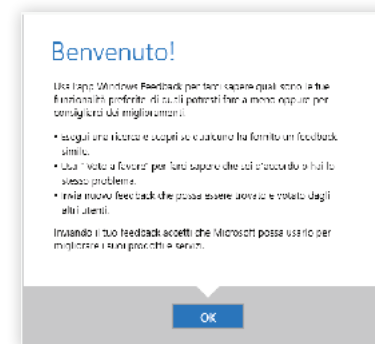 Benvenuto!
Usa l'app Windows Feedback per farci sapere quali sono le tue
funzionalità preferite, di quali potresti fare a meno oppure per
consigliarci dei miglioramenti.
• Esegui una ricerca e scopri se qualcuno ha fornito un feedback
simile.
• Usa "Voto a favore" per farci sapere che sei d'accordo o hai lo
stesso problema.
• Invia nuovo feedback che possa essere trovato e votato dagli
altri utenti.
Inviando il tuo feedback accetti che Microsoft possa usarlo per
migliorare i suoi prodotti e servizi.
OK